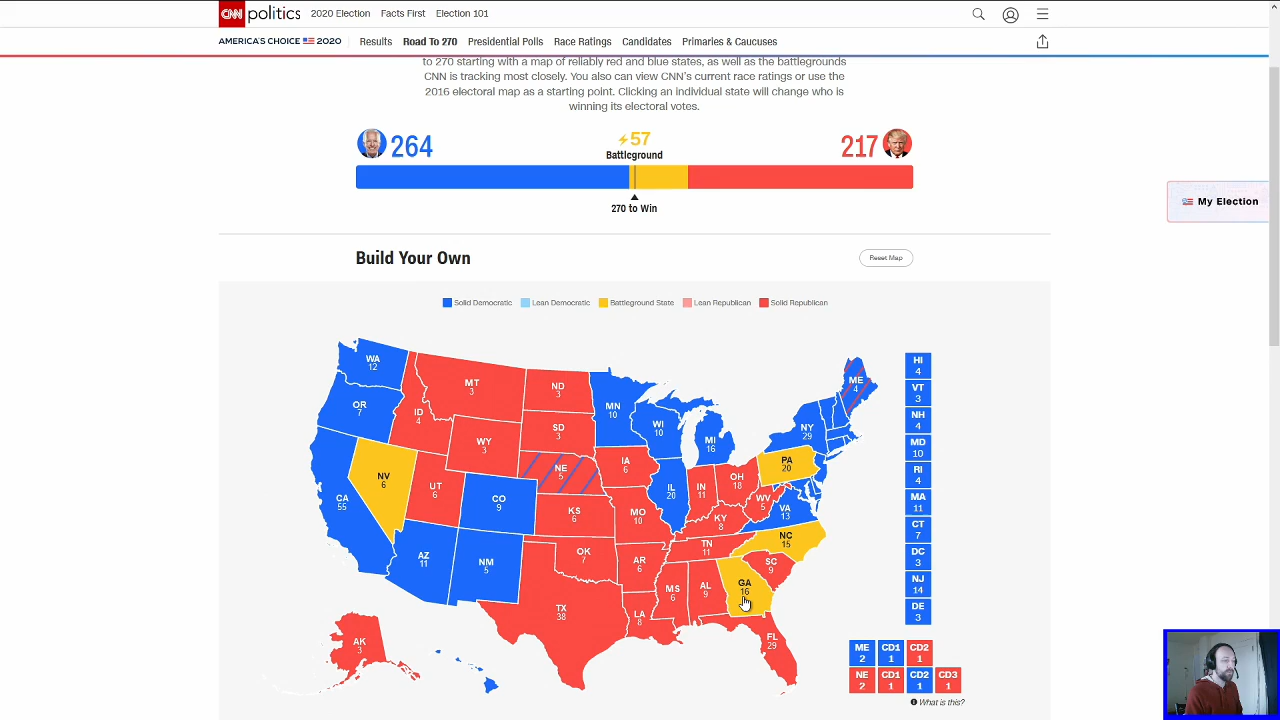 CNN politics 2020 Election Facts First Election 101
AMERICA'S CHOICE 2020 Results Road To 270 Presidential Polls Race Ratings Candidates Primaries & Caucuses
to 270 starting with a map of reliably red and blue states, as well as the battlegrounds
CNN is tracking most closely. You also can view CNN's current race ratings or use the
2016 electoral map as a starting point. Clicking an individual state will change who is
winning its electoral votes.
264
57
217
Battleground
270 to Win
My Election
Build Your Own
Reset Map
Solid Democratic Lean Democratic Battleground State Lean Republican Solid Republican
WA
12
OR
7
CA
55
NV
6
ID
4
MT
3
WY
3
UT
6
CO
9
AZ
11
NM
5
ND
3
SD
3
NE
5
KS
6
OK
7
TX
38
MN
10
IA
6
MO
10
AR
6
LA
8
WI
10
IL
20
MI
16
IN
11
OH
18
KY
8
TN
11
MS
6
AL
9
GA
16
FL
29
SC
9
NC
15
VA
13
WV
5
PA
20
NY
29
ME
4
AK
3
HI
4
VT
3
NH
4
MD
10
RI
4
MA
11
CT
7
DC
3
NJ
14
DE
3
ME
2
CD1
1
CD2
1
NE
2
CD1
1
CD2
1
CD3
1
What is this?